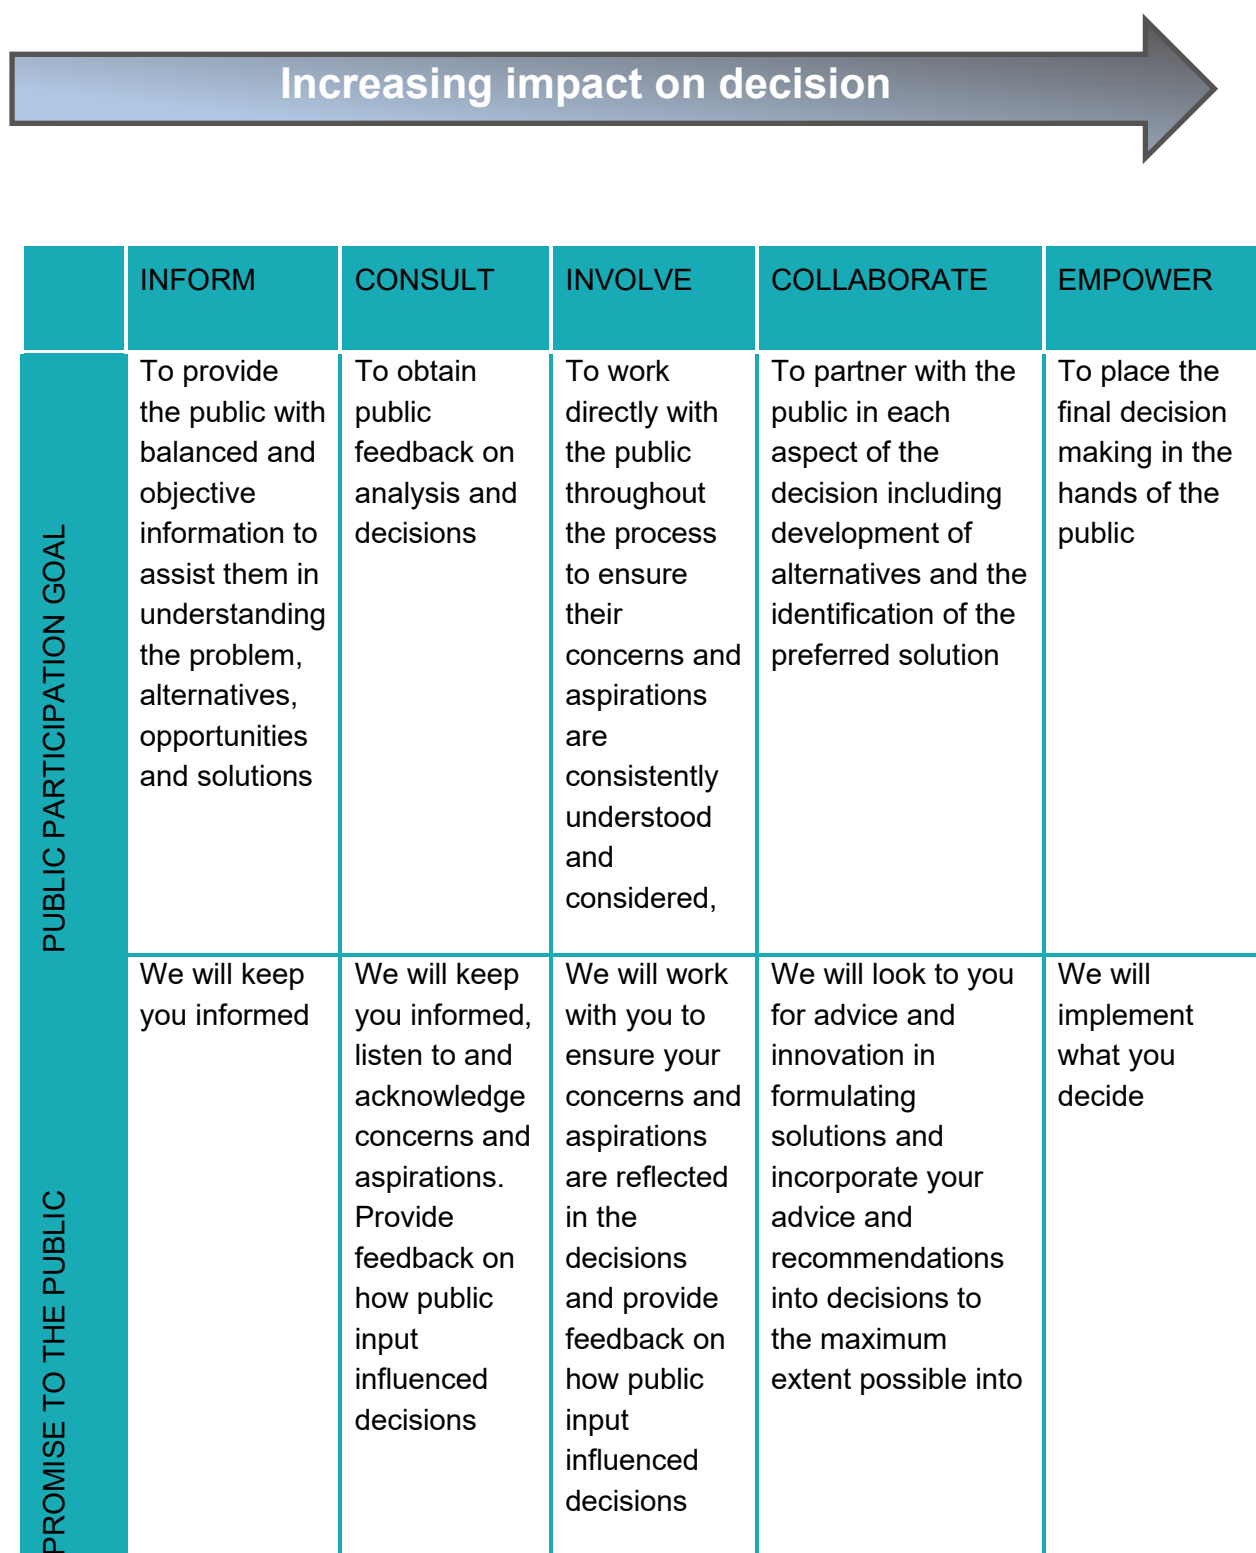 Increasing impact on decision
INFORM
CONSULT
INVOLVE
COLLABORATE
EMPOWER
PUBLIC PARTICIPATION GOAL
To provide
the public with
balanced and
objective
information to
assist them in
understanding
the problem,
alternatives,
opportunities
and solutions
To obtain
public
feedback on
analysis and
decisions
To work
directly with
the public
throughout
the process
to ensure
their
concerns and
aspirations
are
consistently
understood
and
considered,
To partner with the
public in each
aspect of the
decision including
development of
alternatives and the
identification of the
preferred solution
To place the
final decision
making in the
hands of the
public
PROMISE TO THE PUBLIC
We will keep
you informed
We will keep
you informed,
listen to and
acknowledge
concerns and
aspirations.
Provide
feedback on
how public
input
influenced
decisions
We will work
with you to
ensure your
concerns and
aspirations
are reflected
in the
decisions
and provide
feedback on
how public
input
influenced
decisions
We will look to you
for advice and
innovation in
formulating
solutions and
incorporate your
advice and
recommendations
into decisions to
the maximum
extent possible into
We will
implement
what you
decide